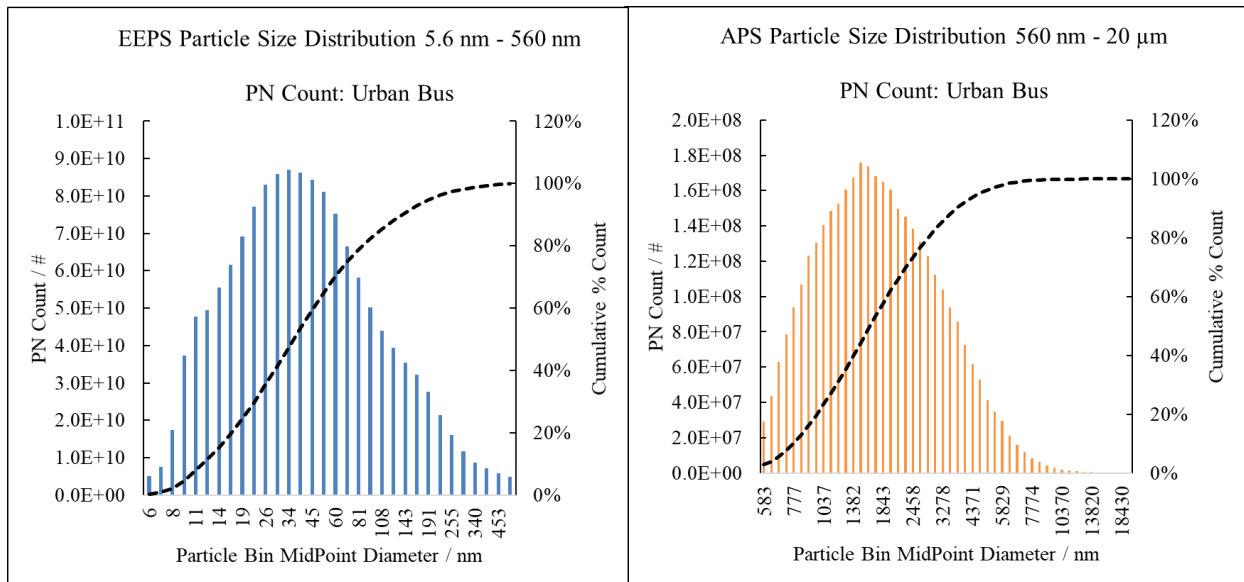 EEPS Particle Size Distribution 5.6 nm - 560 nm
PN Count: Urban Bus
PN Count / #
1.0E+11
9.0E+10
8.0E+10
7.0E+10
6.0E+10
5.0E+10
4.0E+10
3.0E+10
2.0E+10
1.0E+10
0.0E+00
120%
100%
80%
60%
40%
20%
0%
Cumulative % Count
6 8 11 14 19 26 34 45 60 81 108 143 191 255 340 453
Particle Bin MidPoint Diameter / nm
APS Particle Size Distribution 560 nm - 20 µm
PN Count: Urban Bus
PN Count / #
2.0E+08
1.8E+08
1.6E+08
1.4E+08
1.2E+08
1.0E+08
8.0E+07
6.0E+07
4.0E+07
2.0E+07
0.0E+00
120%
100%
80%
60%
40%
20%
0%
Cumulative % Count
583 777 1037 1382 1843 2458 3278 4371 5829 7774 10370 13820 18430
Particle Bin MidPoint Diameter / nm